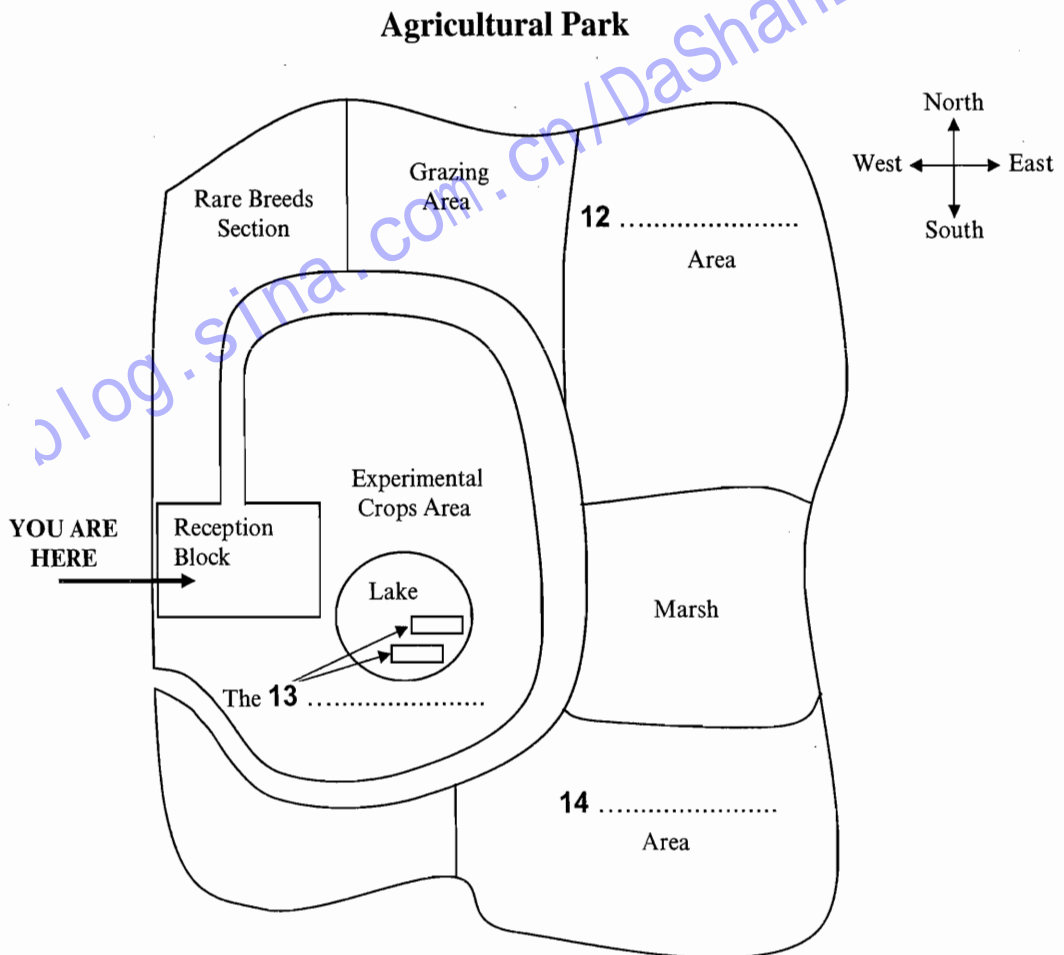 Agricultural Park
North
West
East
South
Rare Breeds
Section
Grazing
Area
12 ........................
Area
Experimental
Crops Area
YOU ARE
HERE
Reception
Block
Lake
Marsh
The 13 ........................
14 ........................
Area
blog.sina.com.cn/DaShan